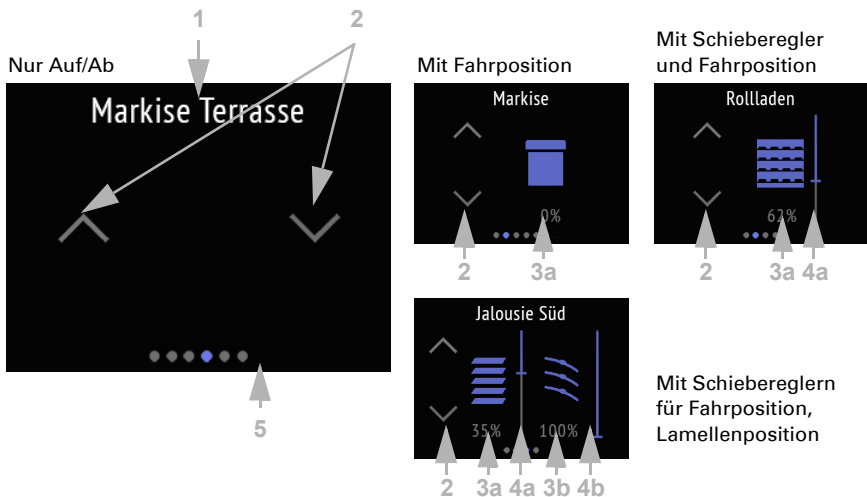 1
2
Nur Auf/Ab
Markise Terrasse
5
Mit Fahrposition
Markise
0%
2
3a
Mit Schieberegler
und Fahrposition
Rollladen
62%
2
3a
4a
Jalousie Süd
35%
100%
2
3a
4a
3b
4b
Mit Schiebereglern
für Fahrposition,
Lamellenposition